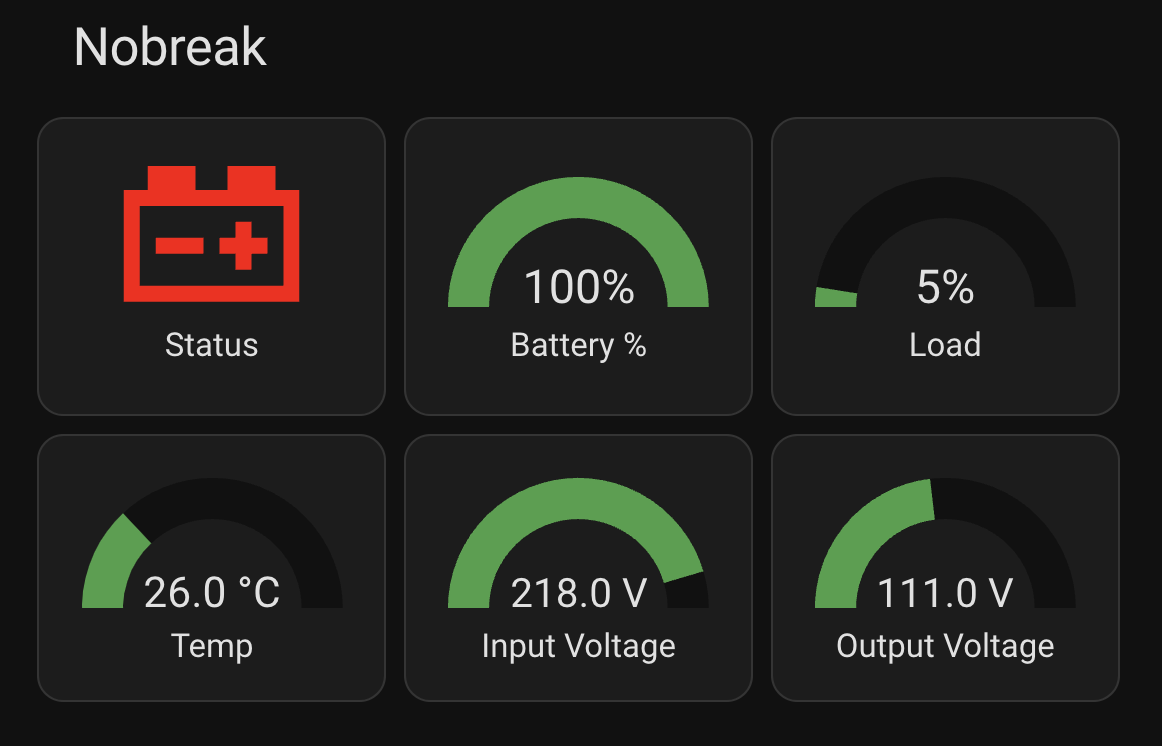 Nobreak
Status
100%
Battery %
5%
Load
26.0 °C
Temp
218.0 V
Input Voltage
111.0 V
Output Voltage